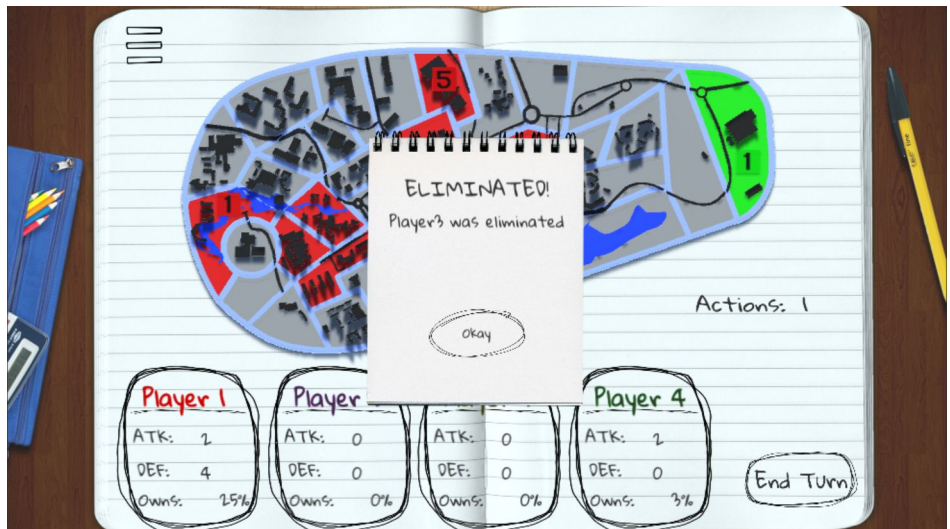 5
1
1
ELIMINATED!
Player3 was eliminated
Okay
Actions: 1
Player 1
ATK: 2
DEF: 4
Owns: 25%
Player
ATK: 0
DEF: 0
Owns: 0%
ATK: 0
DEF: 0
Owns: 0%
Player 4
ATK: 2
DEF: 0
Owns: 3%
End Turn